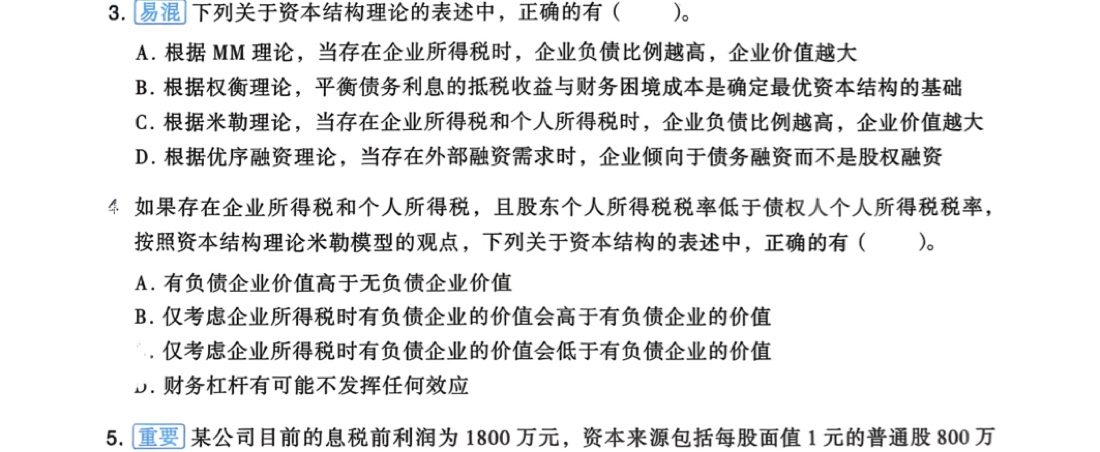 3. 易混 下列关于资本结构理论的表述中，正确的有（　　）。
A. 根据 MM 理论，当存在企业所得税时，企业负债比例越高，企业价值越大
B. 根据权衡理论，平衡债务利息的抵税收益与财务困境成本是确定最优资本结构的基础
C. 根据米勒理论，当存在企业所得税和个人所得税时，企业负债比例越高，企业价值越大
D. 根据优序融资理论，当存在外部融资需求时，企业倾向于债务融资而不是股权融资
4 如果存在企业所得税和个人所得税，且股东个人所得税税率低于债权人个人所得税税率，
按照资本结构理论米勒模型的观点，下列关于资本结构的表述中，正确的有（　　）。
A. 有负债企业价值高于无负债企业价值
B. 仅考虑企业所得税时有负债企业的价值会高于有负债企业的价值
. 仅考虑企业所得税时有负债企业的价值会低于有负债企业的价值
D. 财务杠杆有可能不发挥任何效应
5. 重要 某公司目前的息税前利润为 1800 万元，资本来源包括每股面值 1 元的普通股 800 万